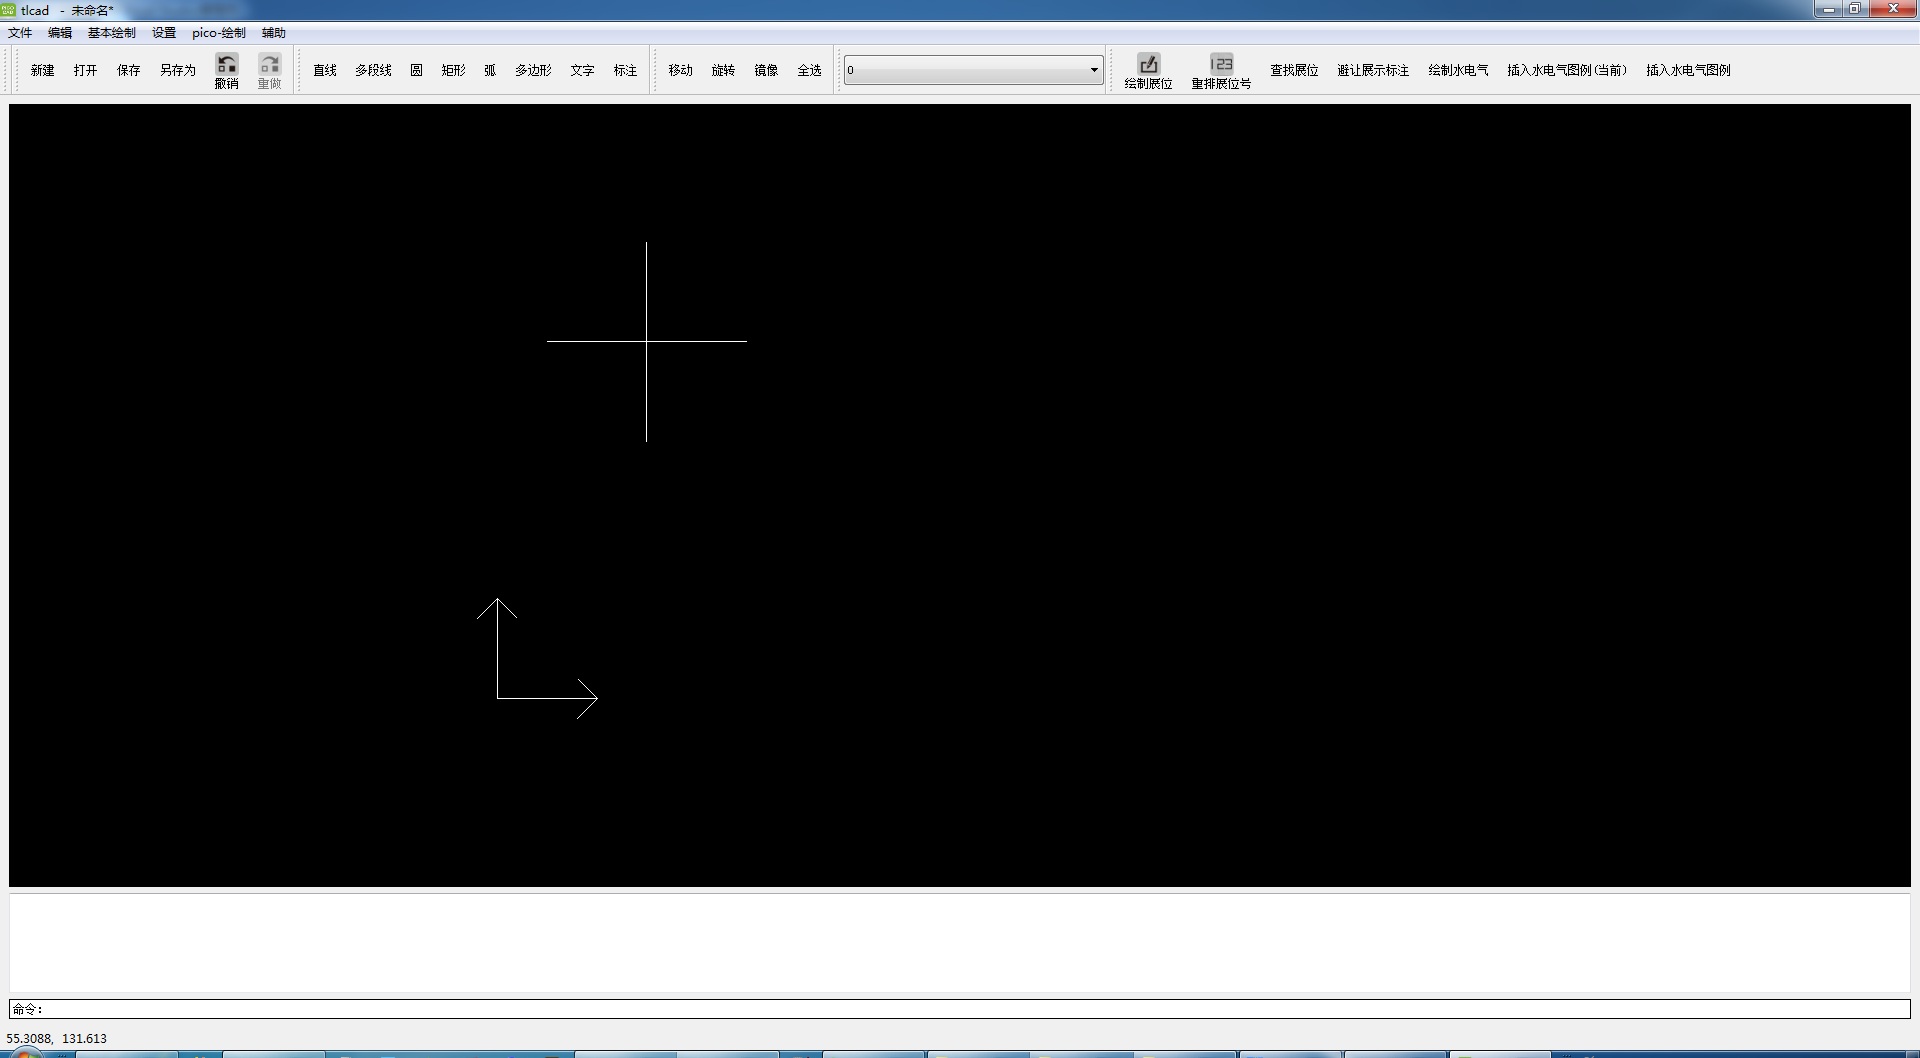 tlcad - 未命名*
文件 编辑 基本绘制 设置 pico-绘制 辅助
新建 打开 保存 另存为 撤销 重做 直线 多段线 圆 矩形 弧 多边形 文字 标注 移动 旋转 镜像 全选 0 绘制展位 重排展位号 查找展位 避让展示标注 绘制水电气 插入水电气图例(当前) 插入水电气图例
123
命令:
55.3088, 131.613